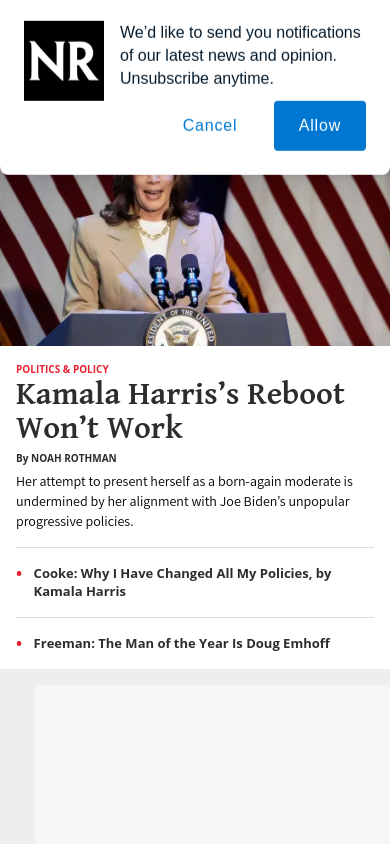 NR
We’d like to send you notifications
of our latest news and opinion.
Unsubscribe anytime.
Cancel
Allow
POLITICS & POLICY
Kamala Harris’s Reboot
Won’t Work
By NOAH ROTHMAN
Her attempt to present herself as a born-again moderate is
undermined by her alignment with Joe Biden’s unpopular
progressive policies.
Cooke: Why I Have Changed All My Policies, by
Kamala Harris
Freeman: The Man of the Year Is Doug Emhoff